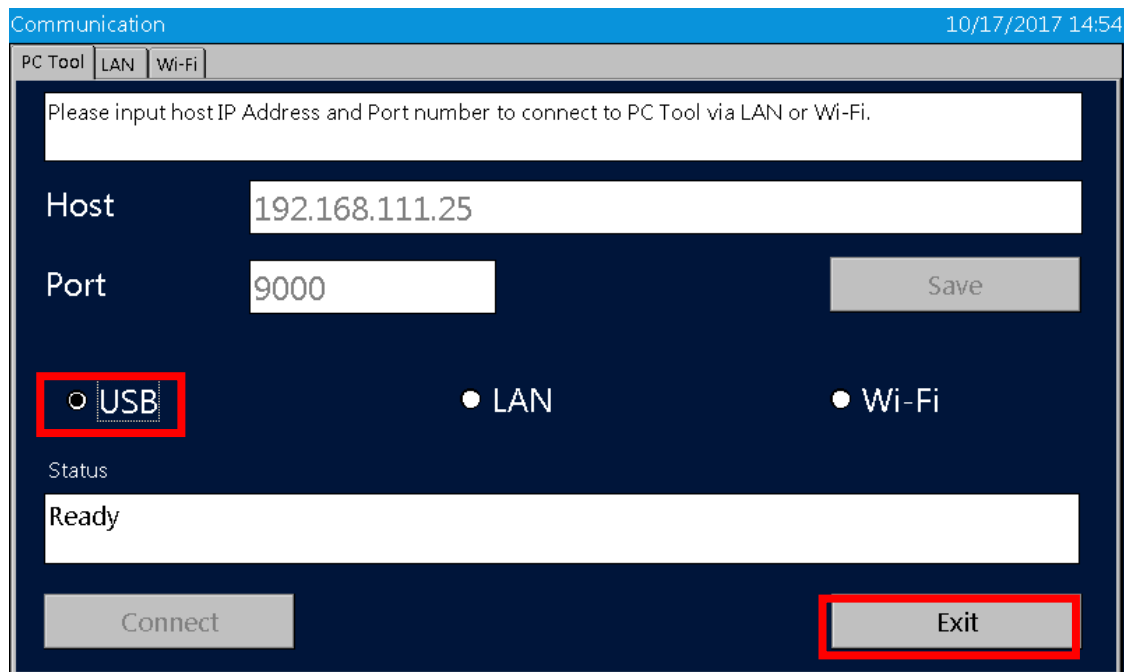 Communication 10/17/2017 14:54
PC Tool LAN Wi-Fi
Please input host IP Address and Port number to connect to PC Tool via LAN or Wi-Fi.
Host 192.168.111.25
Port 9000 Save
USB LAN Wi-Fi
Status
Ready
Connect Exit